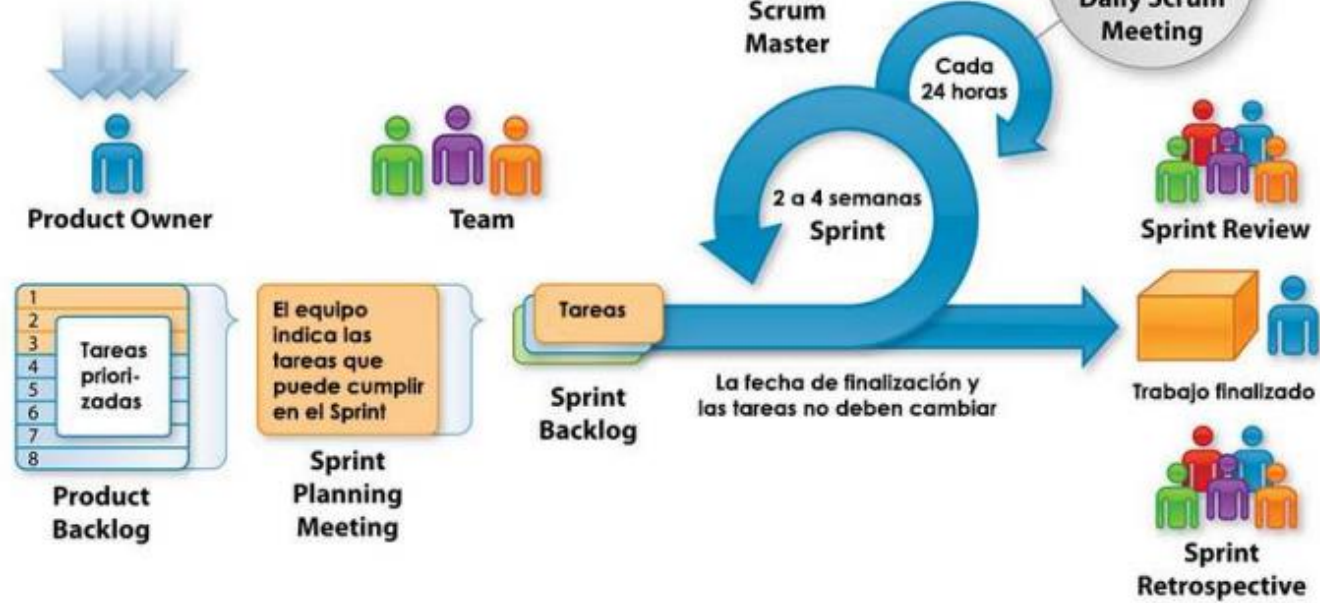 Scrum
Master
Daily Scrum
Meeting
Cada
24 horas
Product Owner
Team
2 a 4 semanas
Sprint
Sprint Review
1
2
3
4
5
6
7
8
Tareas
priori-
zadas
Product
Backlog
El equipo
indica las
tareas que
puede cumplir
en el Sprint
Sprint
Planning
Meeting
Tareas
Sprint
Backlog
La fecha de finalización y
las tareas no deben cambiar
Trabajo finalizado
Sprint
Retrospective